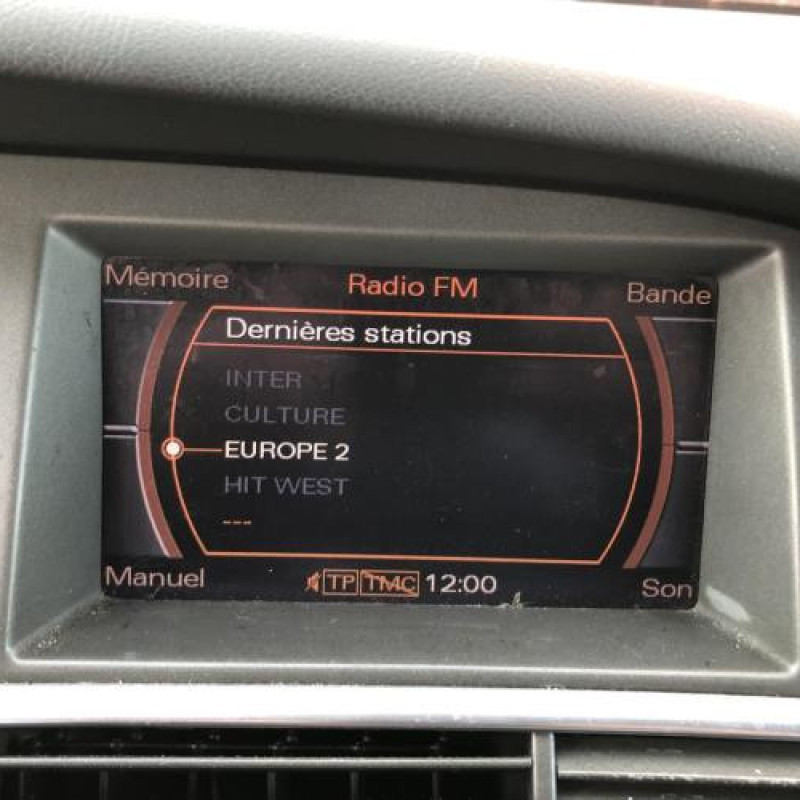 Mémoire Radio FM Bande
Dernières stations
INTER
CULTURE
EUROPE 2
HIT WEST
---
Manuel TP TMC 12:00 Son